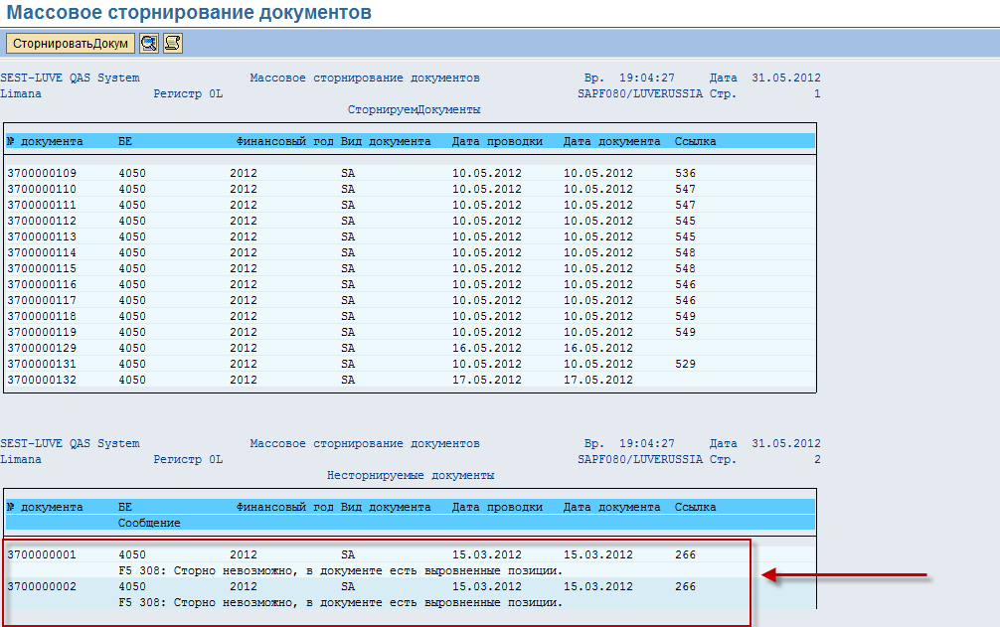 Массовое сторнирование документов
СторнироватьДокум
SEST-LUVE QAS System Массовое сторнирование документов Вр. 19:04:27 Дата 31.05.2012
Limana Регистр 0L SAPF080/LUVERUSSIA Стр. 1
СторнируемДокументы
№ документа БЕ Финансовый год Вид документа Дата проводки Дата документа Ссылка
3700000109 4050 2012 SA 10.05.2012 10.05.2012 536
3700000110 4050 2012 SA 10.05.2012 10.05.2012 547
3700000111 4050 2012 SA 10.05.2012 10.05.2012 547
3700000112 4050 2012 SA 10.05.2012 10.05.2012 545
3700000113 4050 2012 SA 10.05.2012 10.05.2012 545
3700000114 4050 2012 SA 10.05.2012 10.05.2012 548
3700000115 4050 2012 SA 10.05.2012 10.05.2012 548
3700000116 4050 2012 SA 10.05.2012 10.05.2012 546
3700000117 4050 2012 SA 10.05.2012 10.05.2012 546
3700000118 4050 2012 SA 10.05.2012 10.05.2012 549
3700000119 4050 2012 SA 10.05.2012 10.05.2012 549
3700000129 4050 2012 SA 16.05.2012 16.05.2012
3700000131 4050 2012 SA 10.05.2012 10.05.2012 529
3700000132 4050 2012 SA 17.05.2012 17.05.2012
SEST-LUVE QAS System Массовое сторнирование документов Вр. 19:04:27 Дата 31.05.2012
Limana Регистр 0L SAPF080/LUVERUSSIA Стр. 2
Несторнируемые документы
№ документа БЕ Финансовый год Вид документа Дата проводки Дата документа Ссылка
Сообщение
3700000001 4050 2012 SA 15.03.2012 15.03.2012 266
F5 308: Сторно невозможно, в документе есть выровненные позиции.
3700000002 4050 2012 SA 15.03.2012 15.03.2012 266
F5 308: Сторно невозможно, в документе есть выровненные позиции.